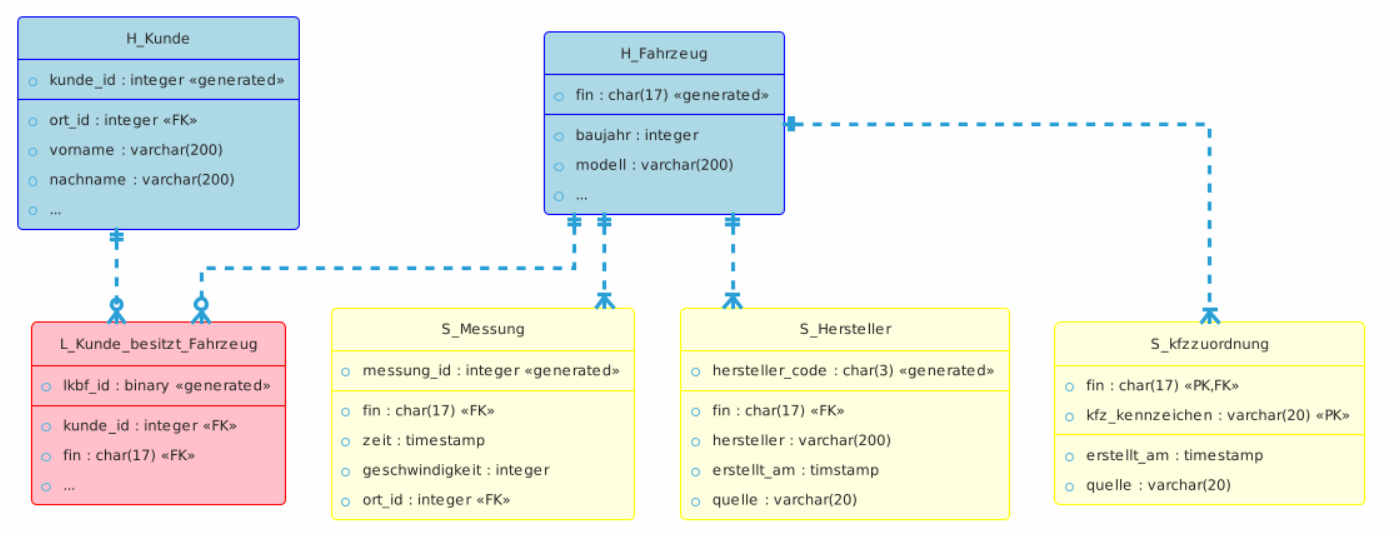 H_Kunde
kunde_id : integer «generated»
ort_id : integer «FK»
vorname : varchar(200)
nachname : varchar(200)
...
H_Fahrzeug
fin : char(17) «generated»
baujahr : integer
modell : varchar(200)
...
L_Kunde_besitzt_Fahrzeug
lkbf_id : binary «generated»
kunde_id : integer «FK»
fin : char(17) «FK»
...
S_Messung
messung_id : integer «generated»
fin : char(17) «FK»
zeit : timestamp
geschwindigkeit : integer
ort_id : integer «FK»
S_Hersteller
hersteller_code : char(3) «generated»
fin : char(17) «FK»
hersteller : varchar(200)
erstellt_am : timstamp
quelle : varchar(20)
S_kfzzuordnung
fin : char(17) «PK,FK»
kfz_kennzeichen : varchar(20) «PK»
erstellt_am : timestamp
quelle : varchar(20)